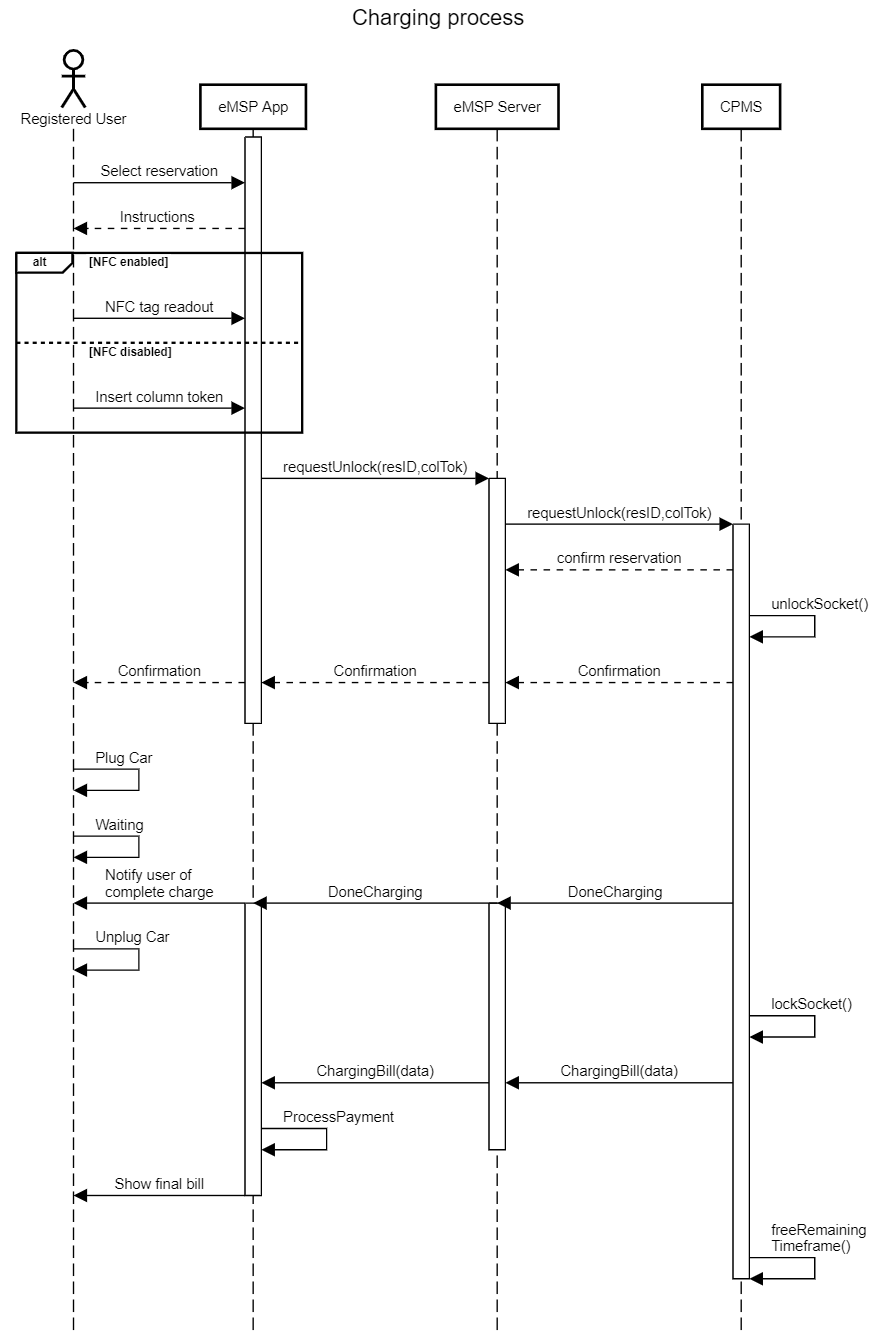 Charging process
Registered User
eMSP App
eMSP Server
CPMS
Select reservation
Instructions
alt
[NFC enabled]
NFC tag readout
[NFC disabled]
Insert column token
requestUnlock(resID,colTok)
requestUnlock(resID,colTok)
confirm reservation
unlockSocket()
Confirmation
Confirmation
Confirmation
Plug Car
Waiting
Notify user of
complete charge
DoneCharging
DoneCharging
Unplug Car
lockSocket()
ChargingBill(data)
ChargingBill(data)
ProcessPayment
Show final bill
freeRemaining
Timeframe()